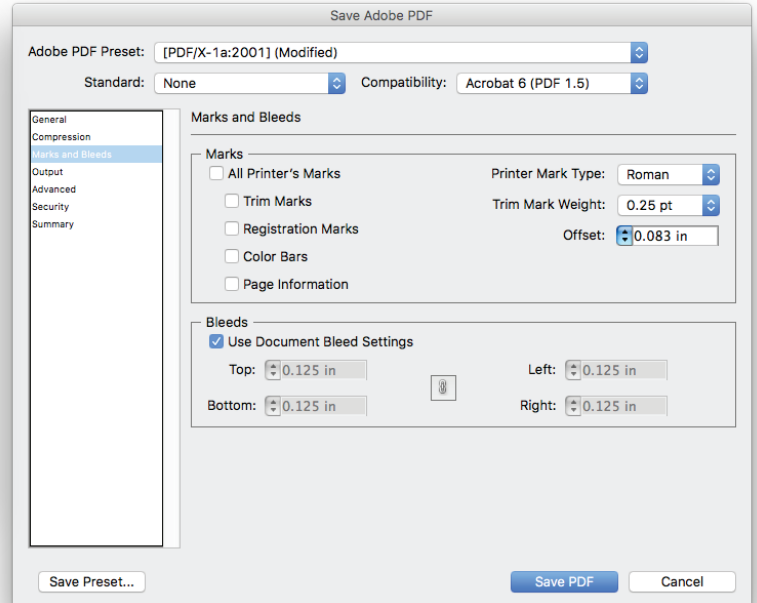 Save Adobe PDF
Adobe PDF Preset: [PDF/X-1a:2001] (Modified)
Standard: None Compatibility: Acrobat 6 (PDF 1.5)
General
Compression
Marks and Bleeds
Output
Advanced
Security
Summary
Marks and Bleeds
Marks
All Printer's Marks
Trim Marks
Registration Marks
Color Bars
Page Information
Printer Mark Type: Roman
Trim Mark Weight: 0.25 pt
Offset: 0.083 in
Bleeds
Use Document Bleed Settings
Top: 0.125 in Left: 0.125 in
Bottom: 0.125 in Right: 0.125 in
Save Preset... Save PDF Cancel